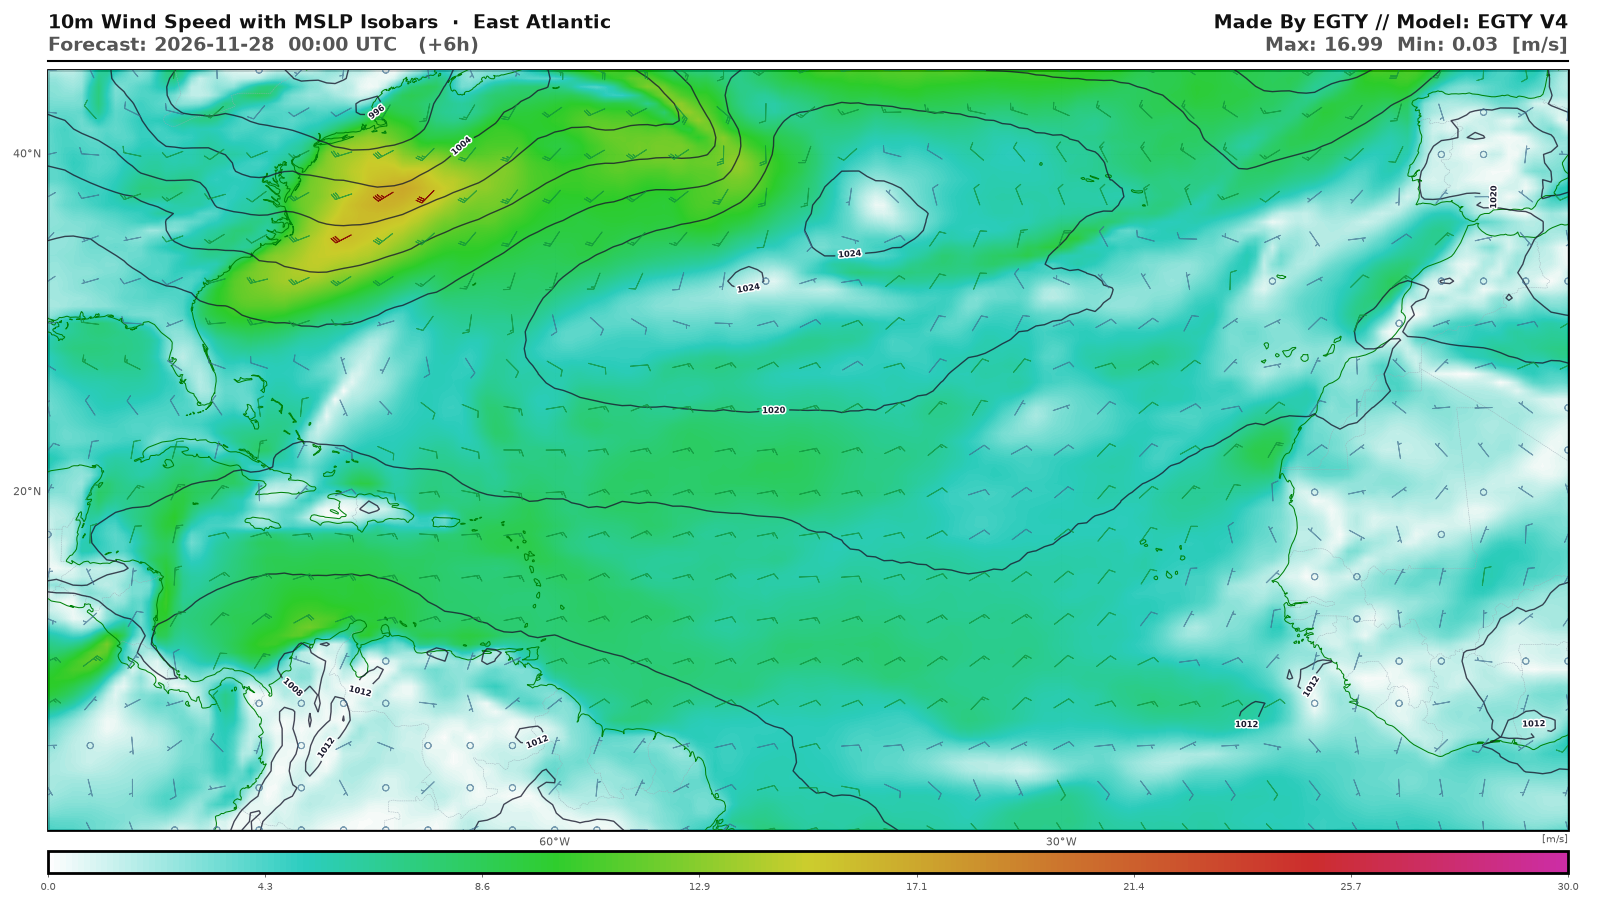 10m Wind Speed with MSLP Isobars · East Atlantic
Made By EGTY // Model: EGTY V4
Forecast: 2026-11-28 00:00 UTC (+6h)
Max: 16.99 Min: 0.03 [m/s]
996
1004
40°N
1020
1024
1024
1020
20°N
1008
1012
1012
1012
1012
1012
1012
60°W
30°W
[m/s]
0.0
4.3
8.6
12.9
17.1
21.4
25.7
30.0